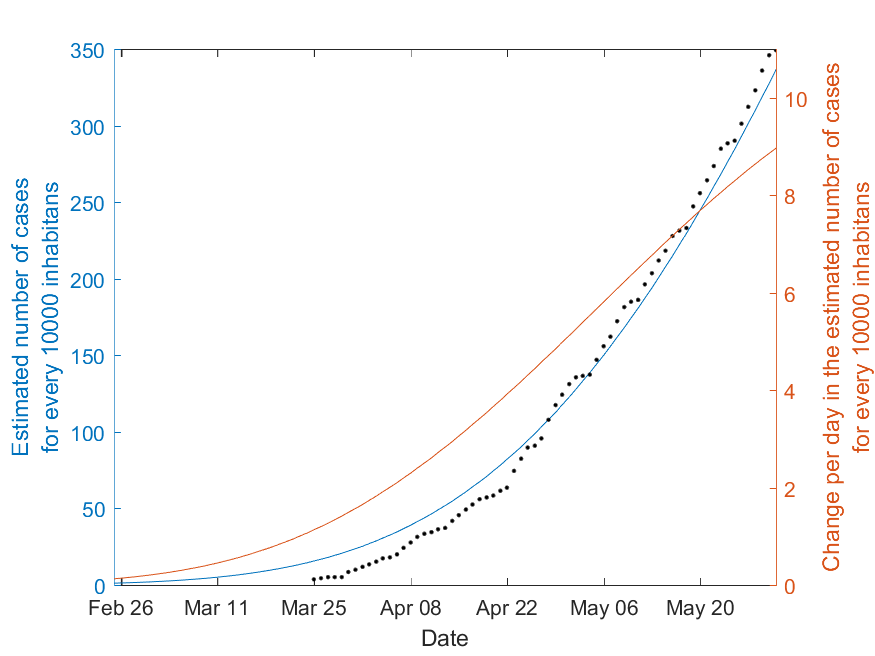 350
300
250
200
150
100
50
0
Estimated number of cases
for every 10000 inhabitans
10
8
6
4
2
0
Change per day in the estimated number of cases
for every 10000 inhabitans
Feb 26 Mar 11 Mar 25 Apr 08 Apr 22 May 06 May 20
Date